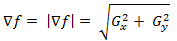 ∇f = |∇f| = √(G_x^2 + G_y^2)